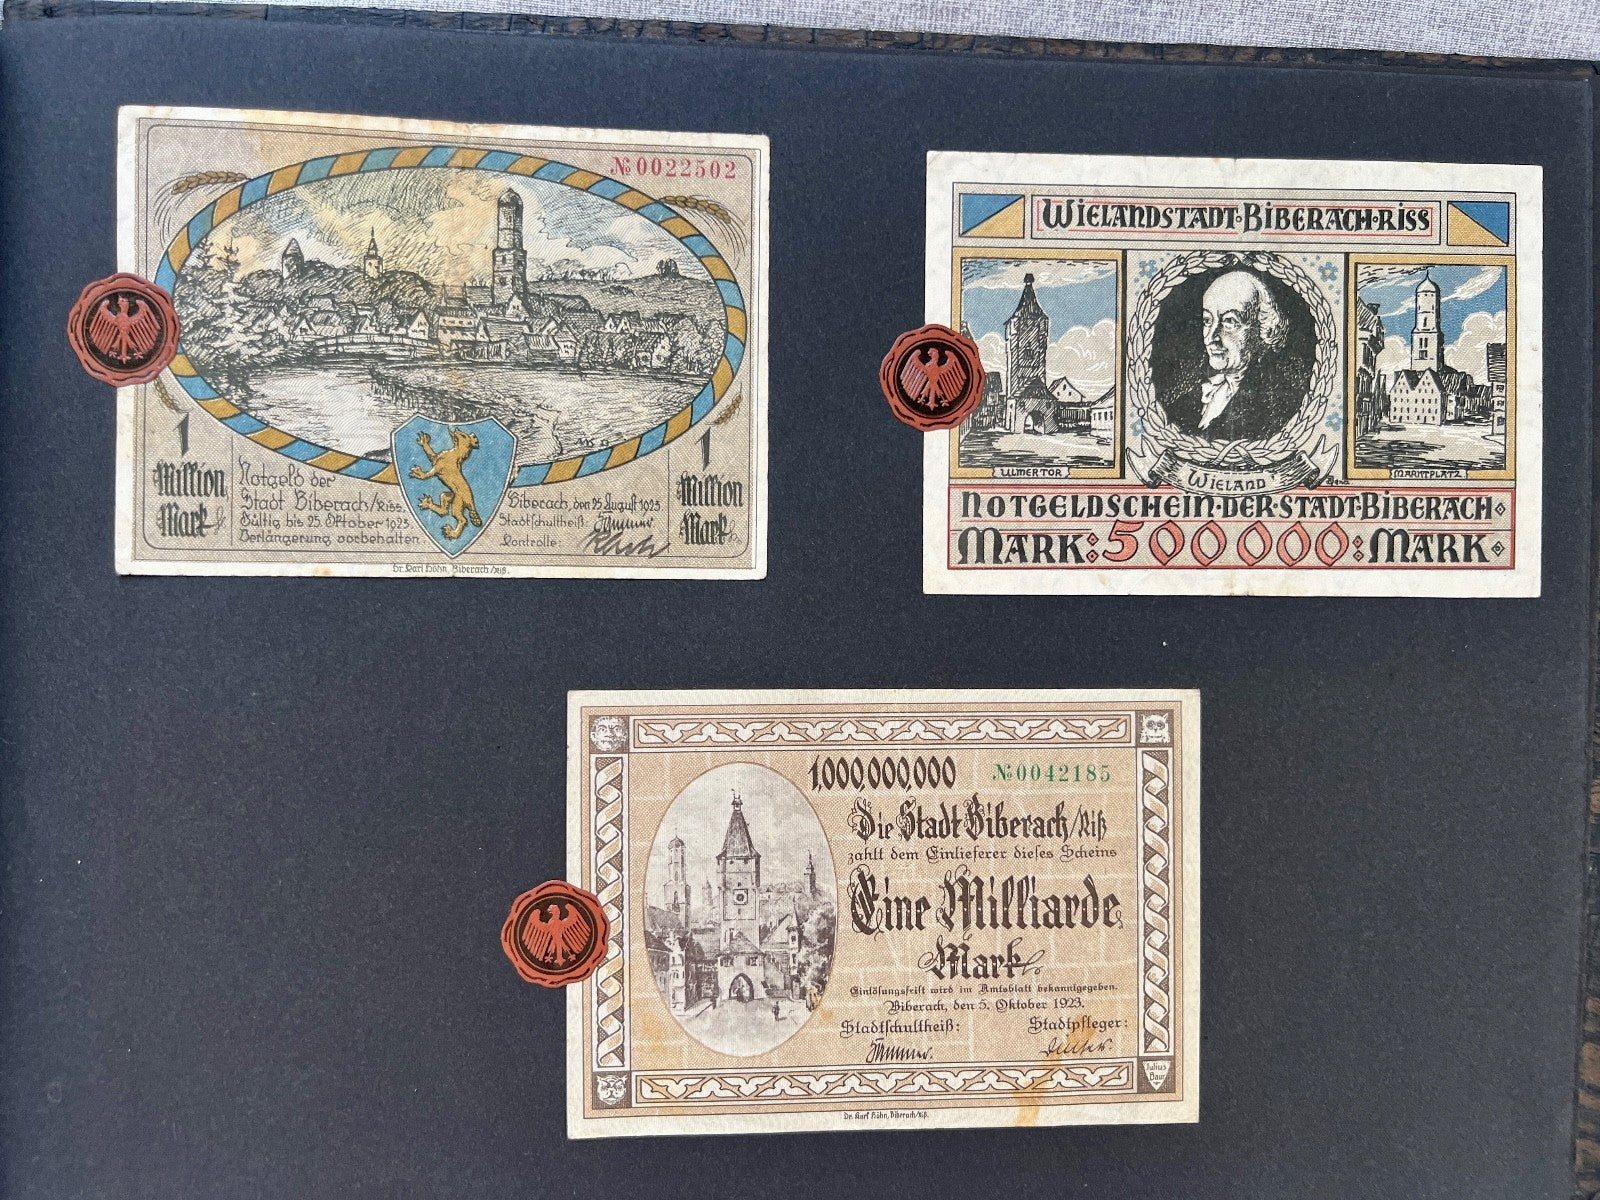 № 0022502
1
Million
Mark
Notgeld der
Stadt Biberach/Riss.
Gültig bis 25. Oktober 1923.
Verlängerung vorbehalten.
Biberach, den 25. August 1923
Stadtschultheiß:
Kontrolle:
1
Million
Mark
Dr. Karl Höhn, Biberach/Riß.
WIELANDSTADT·BIBERACH·RISS
ULMERTOR
WIELAND
MARKTPLATZ
NOTGELDSCHEIN·DER·STADT·BIBERACH
MARK: 500000: MARK
1,000,000,000
№ 0042185
Die Stadt Biberach/Riß
zahlt dem Einlieferer dieses Scheins
Eine Milliarde
Mark
Einlösungsfrist wird im Amtsblatt bekanntgegeben.
Biberach, den 5. Oktober 1923.
Stadtschultheiß: Stadtpfleger:
Julius
Baur
Dr. Karl Höhn, Biberach/Riß.